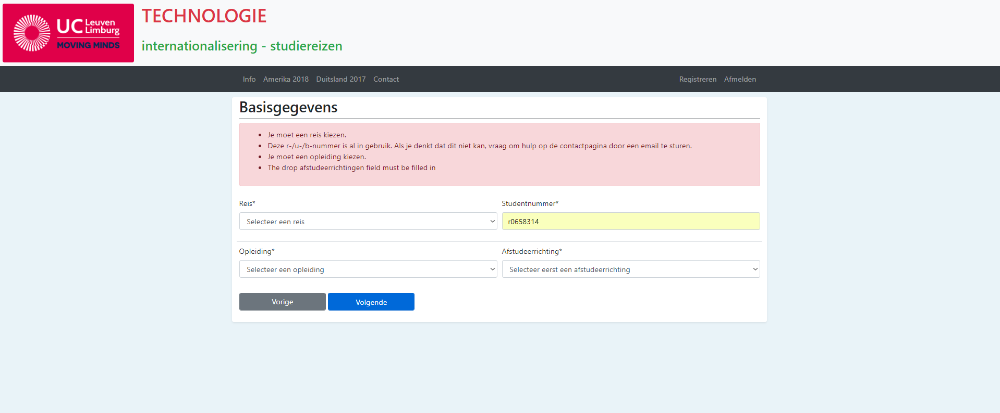 UC Leuven Limburg
MOVING MINDS
TECHNOLOGIE
internationalisering - studiereizen
Info Amerika 2018 Duitsland 2017 Contact Registreren Afmelden
Basisgegevens
Je moet een reis kiezen.
Deze r-/u-/b-nummer is al in gebruik. Als je denkt dat dit niet kan, vraag om hulp op de contactpagina door een email te sturen.
Je moet een opleiding kiezen.
The drop afstudeerrichtingen field must be filled in
Reis* Studentnummer*
Selecteer een reis r0658314
Opleiding* Afstudeerrichting*
Selecteer een opleiding Selecteer eerst een afstudeerrichting
Vorige Volgende